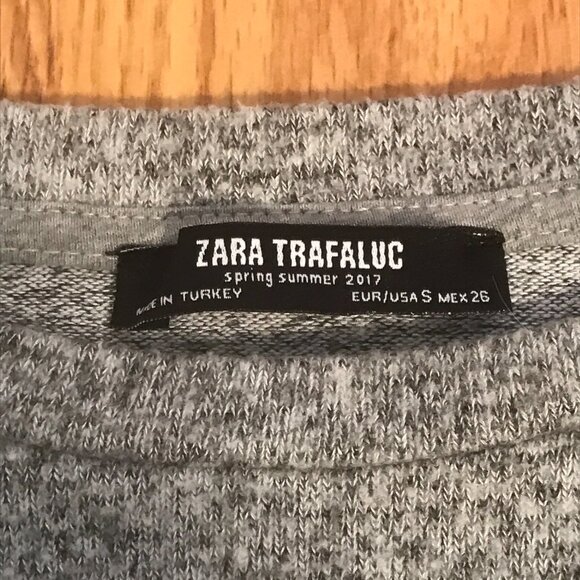 ZARA TRAFALUC
spring summer 2017
MADE IN TURKEY EUR/USA S MEX 26